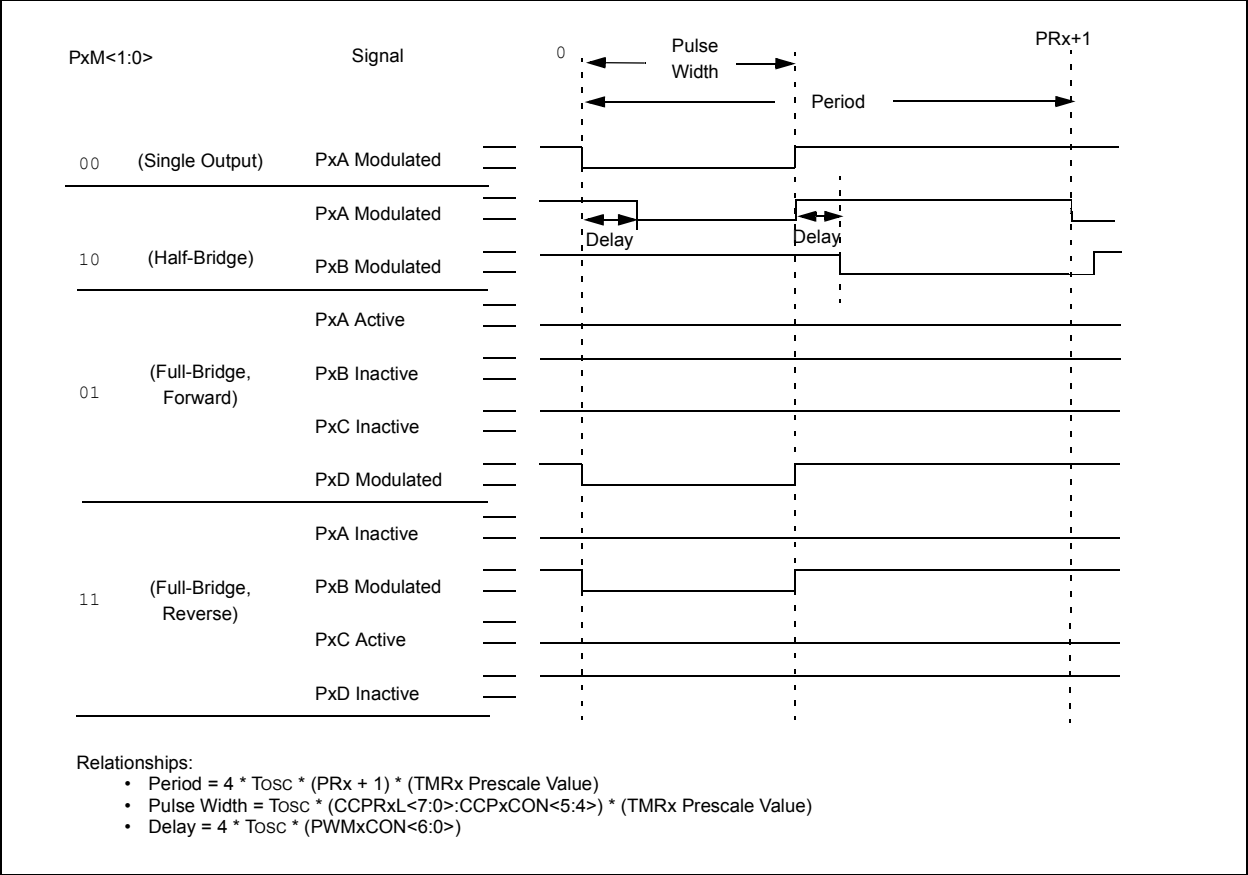 PxM<1:0>
Signal
0
Pulse
Width
PRx+1
Period
00
(Single Output)
PxA Modulated
PxA Modulated
Delay
Delay
10
(Half-Bridge)
PxB Modulated
PxA Active
(Full-Bridge,
Forward)
PxB Inactive
01
PxC Inactive
PxD Modulated
PxA Inactive
(Full-Bridge,
Reverse)
PxB Modulated
11
PxC Active
PxD Inactive
Relationships:
• Period = 4 * TOSC * (PRx + 1) * (TMRx Prescale Value)
• Pulse Width = TOSC * (CCPRxL<7:0>:CCPxCON<5:4>) * (TMRx Prescale Value)
• Delay = 4 * TOSC * (PWMxCON<6:0>)